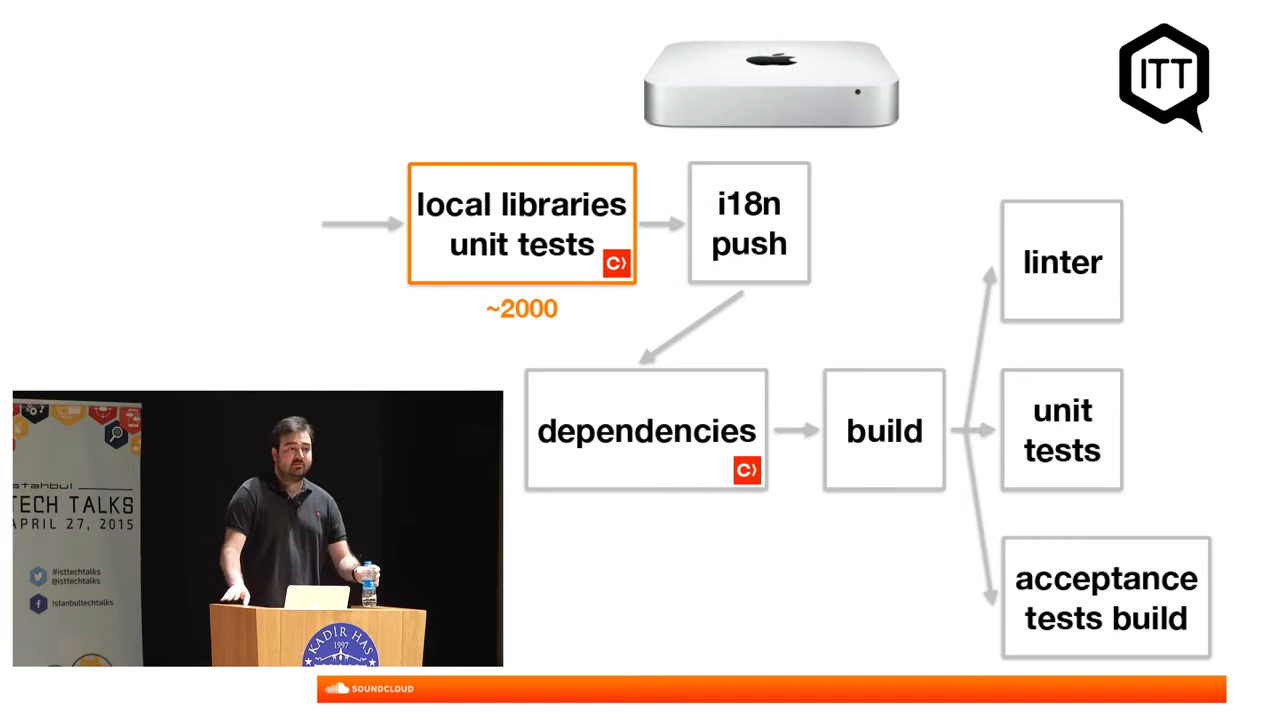 ITT
local libraries
unit tests
C
~2000
i18n
push
linter
dependencies
C
build
unit
tests
acceptance
tests build
istanbul
TECH TALKS
APRIL 27, 2015
#isttechtalks
@isttechtalks
istanbultechtalks
KADİR HAS
1997
SOUNDCLOUD